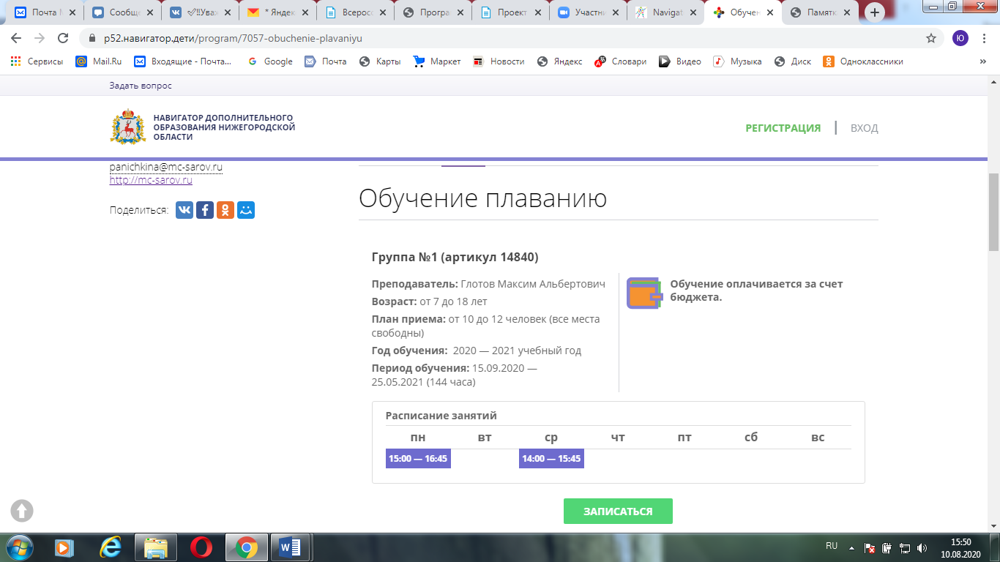 Почта М
Сообще
✓!!Уваж
* Яндек
Всеросс
Програ
Проект
Участни
Navigat
Обучен
Памятк
p52.навигатор.дети/program/7057-obuchenie-plavaniyu
Ю
Сервисы
Mail.Ru
Входящие - Почта...
Google
Почта
Карты
Маркет
Новости
Яндекс
Словари
Видео
Музыка
Диск
Одноклассники
»
Задать вопрос
НАВИГАТОР ДОПОЛНИТЕЛЬНОГО
ОБРАЗОВАНИЯ НИЖЕГОРОДСКОЙ
ОБЛАСТИ
РЕГИСТРАЦИЯ | ВХОД
panichkina@mc-sarov.ru
http://mc-sarov.ru
Поделиться:
Обучение плаванию
Группа №1 (артикул 14840)
Преподаватель: Глотов Максим Альбертович
Возраст: от 7 до 18 лет
План приема: от 10 до 12 человек (все места
свободны)
Год обучения: 2020 — 2021 учебный год
Период обучения: 15.09.2020 —
25.05.2021 (144 часа)
Обучение оплачивается за счет
бюджета.
Расписание занятий
пн вт ср чт пт сб вс
15:00 — 16:45 14:00 — 15:45
ЗАПИСАТЬСЯ
RU
15:50
10.08.2020